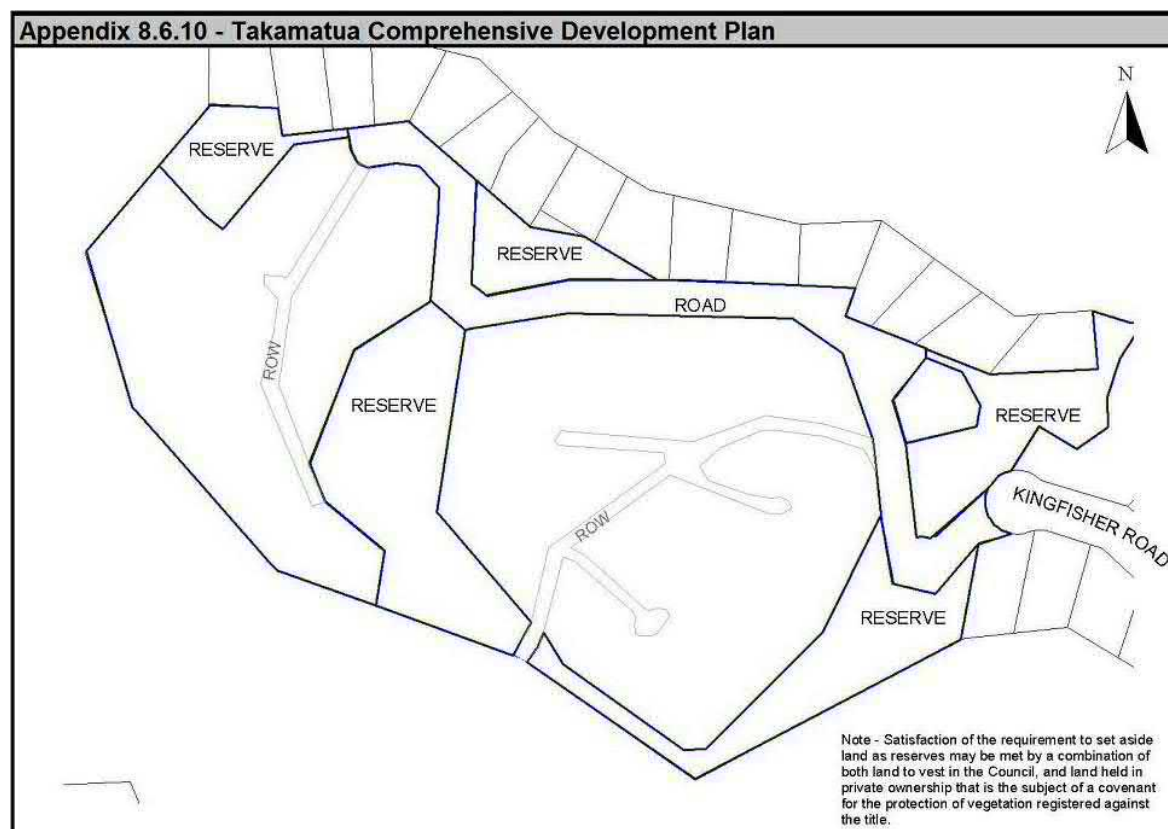 Appendix 8.6.10 - Takamatua Comprehensive Development Plan
N
RESERVE
RESERVE
ROAD
ROW
RESERVE
RESERVE
KINGFISHER ROAD
ROW
RESERVE
Note - Satisfaction of the requirement to set aside
land as reserves may be met by a combination of
both land to vest in the Council, and land held in
private ownership that is the subject of a covenant
for the protection of vegetation registered against
the title.